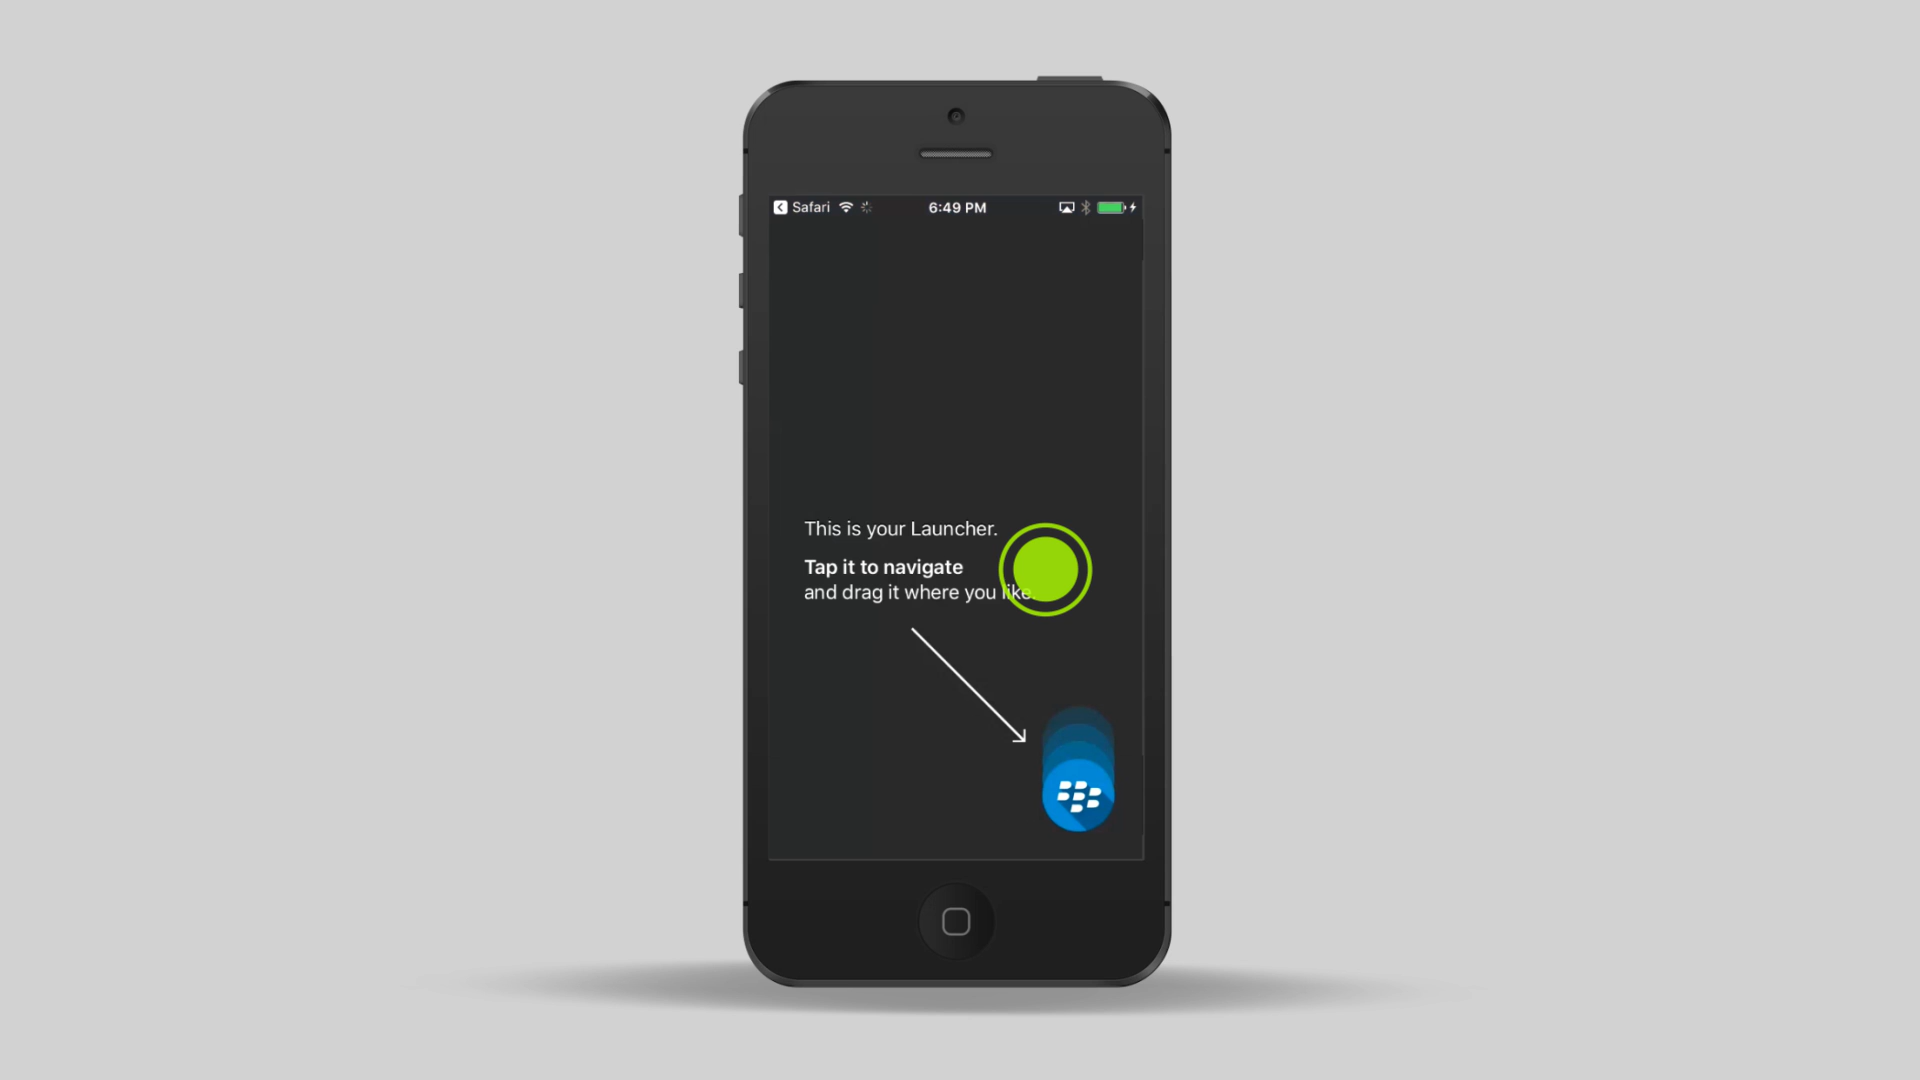 Safari
6:49 PM
This is your Launcher.
Tap it to navigate
and drag it where you like.